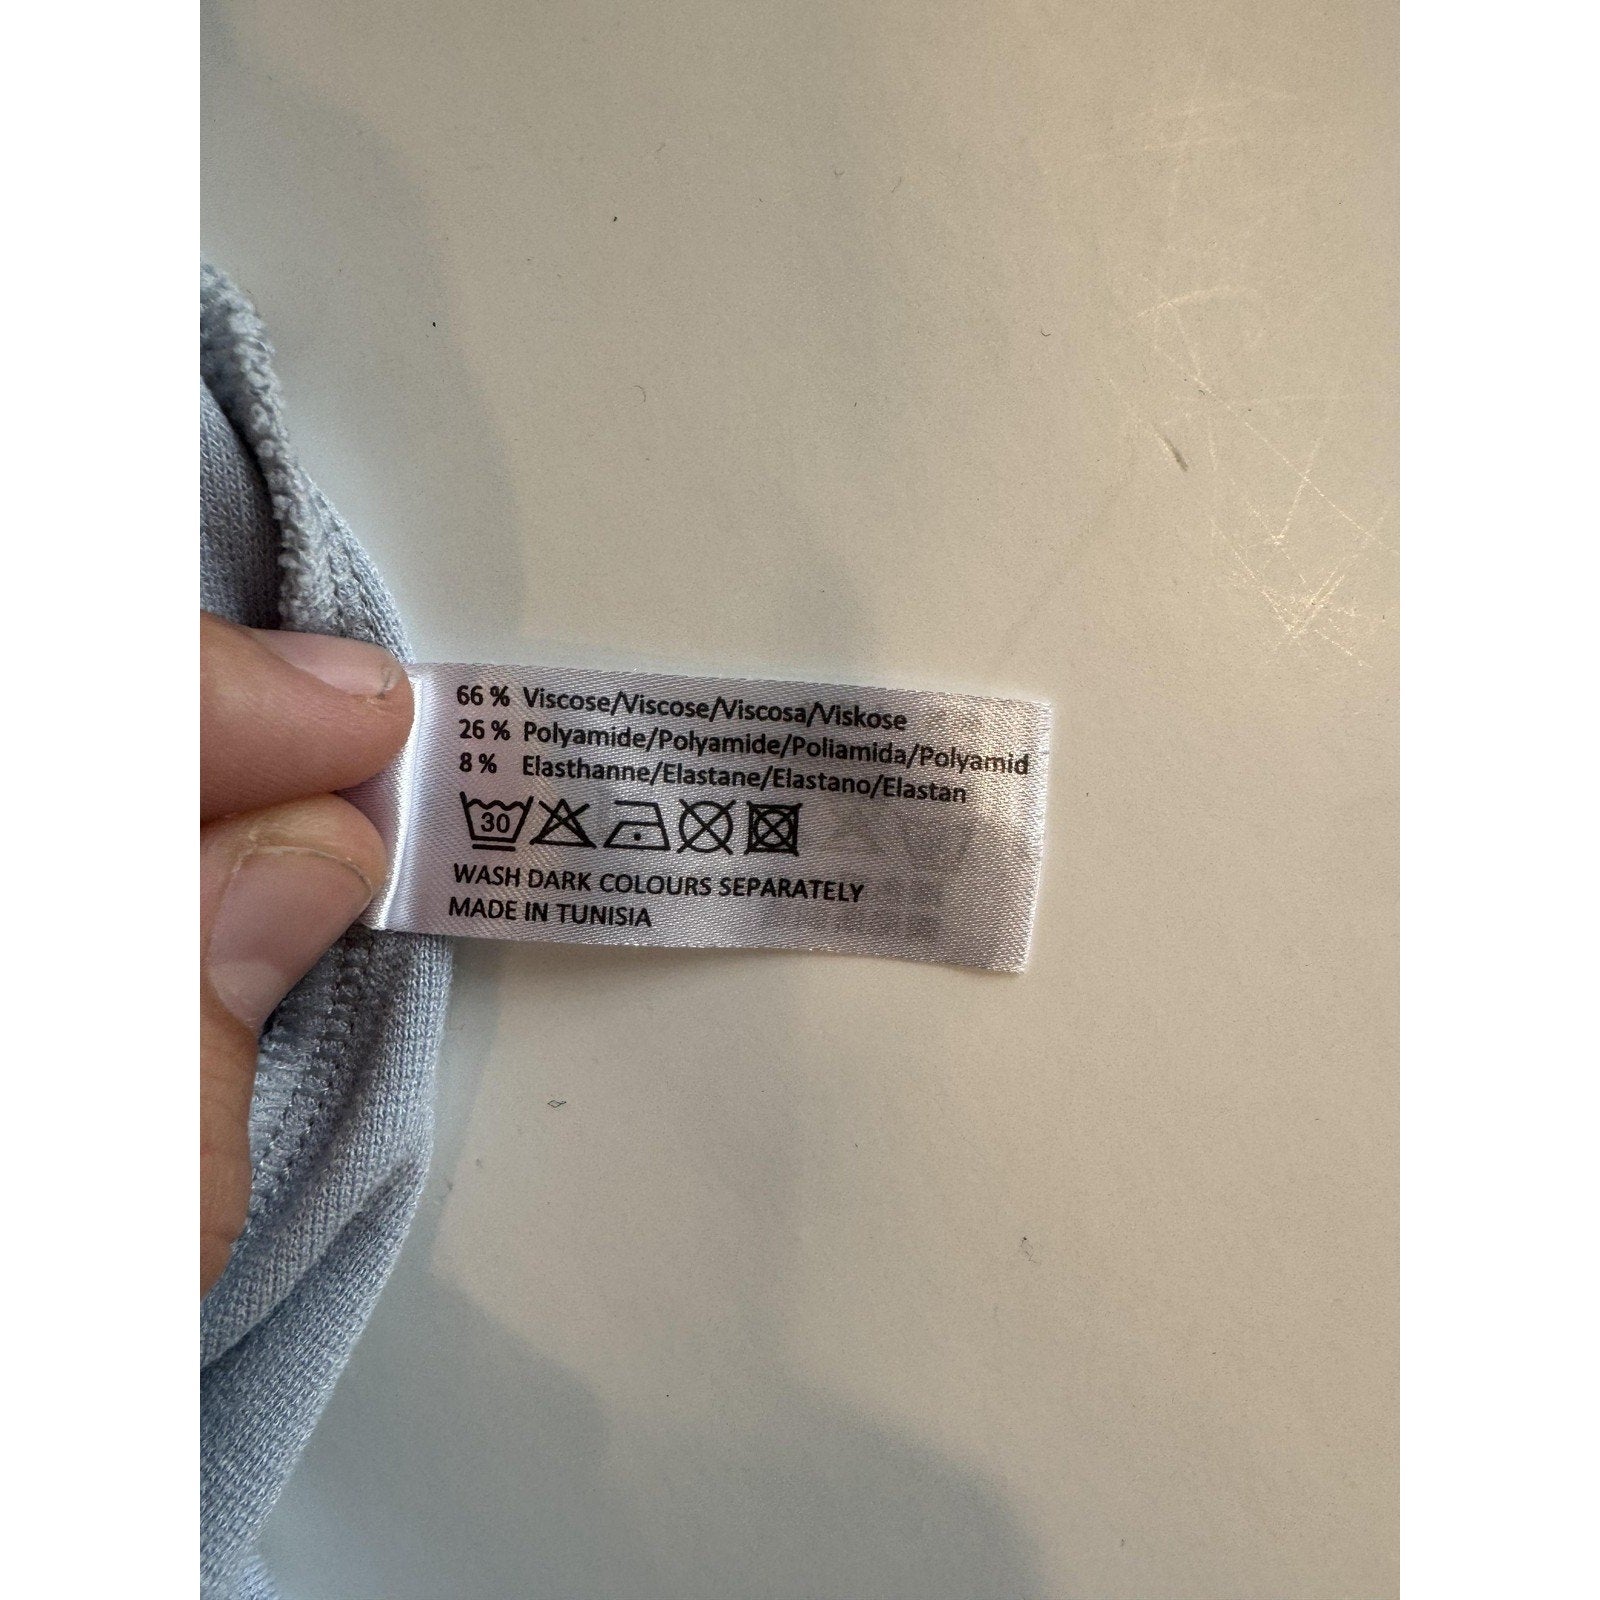 66 % Viscose/Viscose/Viscosa/Viskose
26 % Polyamide/Polyamide/Poliamida/Polyamid
8 % Elasthanne/Elastane/Elastano/Elastan
30
WASH DARK COLOURS SEPARATELY
MADE IN TUNISIA